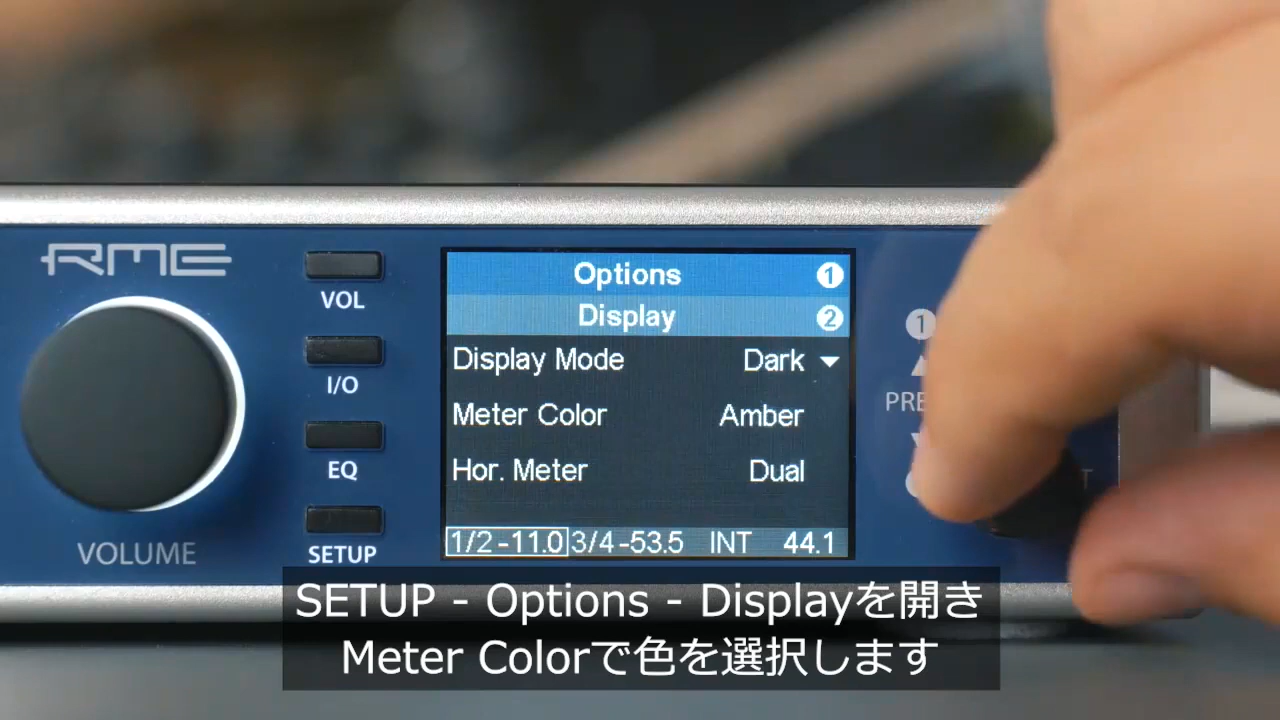 RME
VOL
I/O
EQ
SETUP
VOLUME
Options 1
Display 2
Display Mode Dark
Meter Color Amber
Hor. Meter Dual
1/2 -11.0 3/4 -53.5 INT 44.1
1
SETUP - Options - Displayを開き
Meter Colorで色を選択します